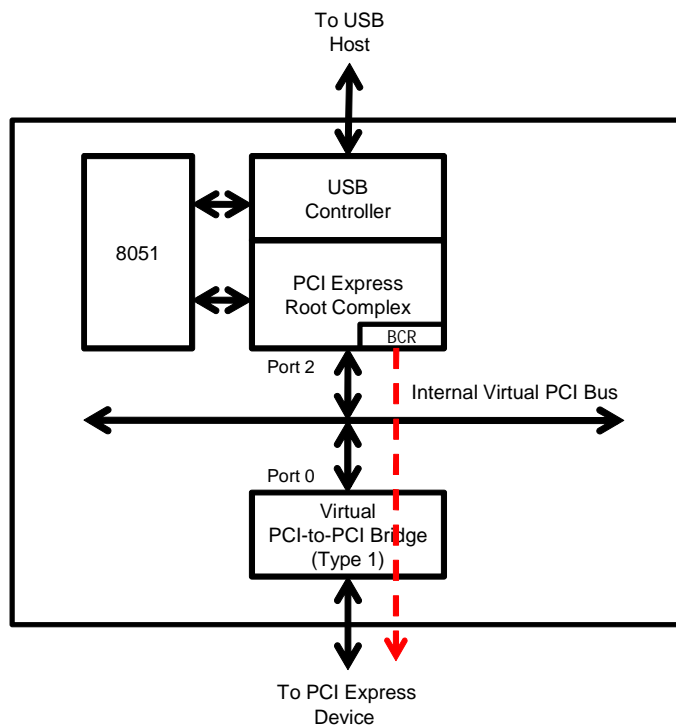 To USB
Host
USB
Controller
8051
PCI Express
Root Complex
BCR
Port 2
Internal Virtual PCI Bus
Port 0
Virtual
PCI-to-PCI Bridge
(Type 1)
To PCI Express
Device